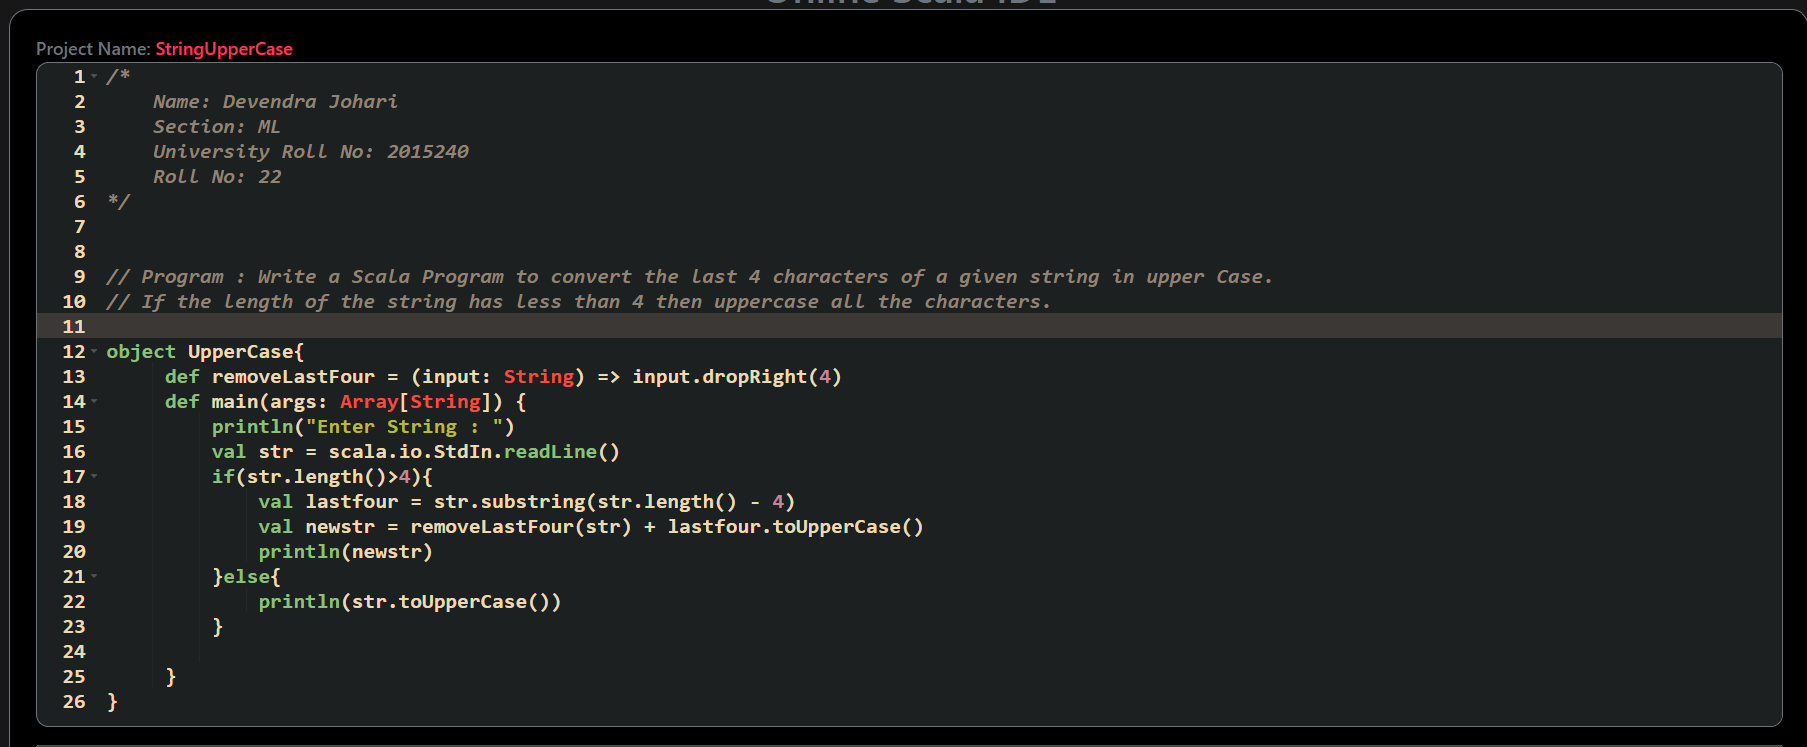 Online Scala IDE
Project Name: StringUpperCase
1 /*
2     Name: Devendra Johari
3     Section: ML
4     University Roll No: 2015240
5     Roll No: 22
6 */
7
8
9 // Program : Write a Scala Program to convert the last 4 characters of a given string in upper Case.
10 // If the length of the string has less than 4 then uppercase all the characters.
11
12 object UpperCase{
13     def removeLastFour = (input: String) => input.dropRight(4)
14     def main(args: Array[String]) {
15         println("Enter String : ")
16         val str = scala.io.StdIn.readLine()
17         if(str.length()>4){
18             val lastfour = str.substring(str.length() - 4)
19             val newstr = removeLastFour(str) + lastfour.toUpperCase()
20             println(newstr)
21         }else{
22             println(str.toUpperCase())
23         }
24
25     }
26 }